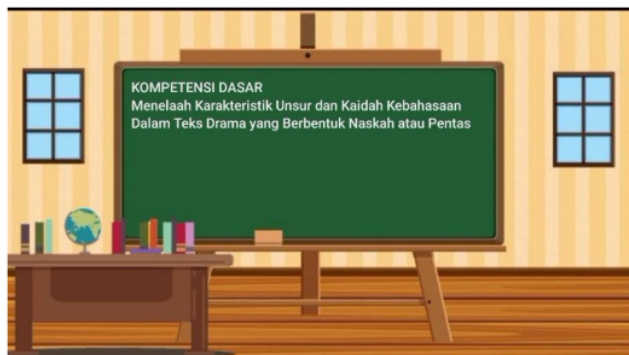 KOMPETENSI DASAR
Menelaah Karakteristik Unsur dan Kaidah Kebahasaan
Dalam Teks Drama yang Berbentuk Naskah atau Pentas